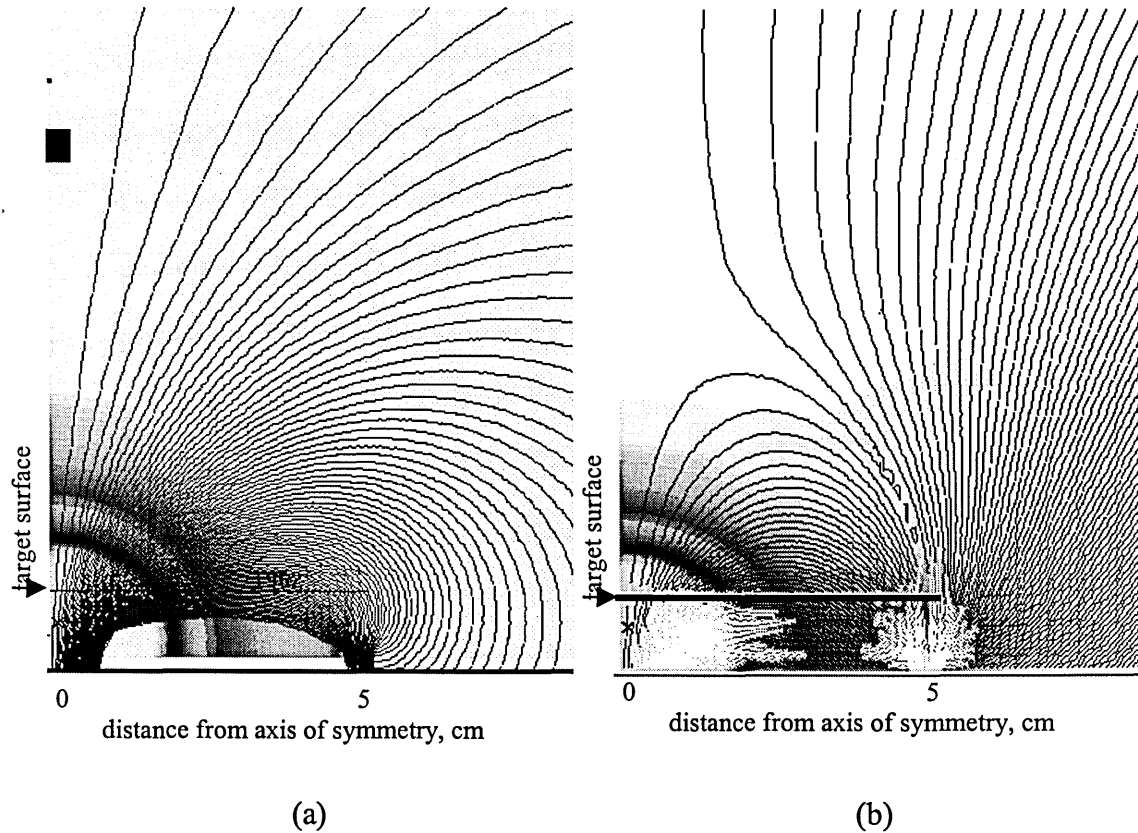 target surface
0 5
distance from axis of symmetry, cm
(a)
target surface
0 5
distance from axis of symmetry, cm
(b)